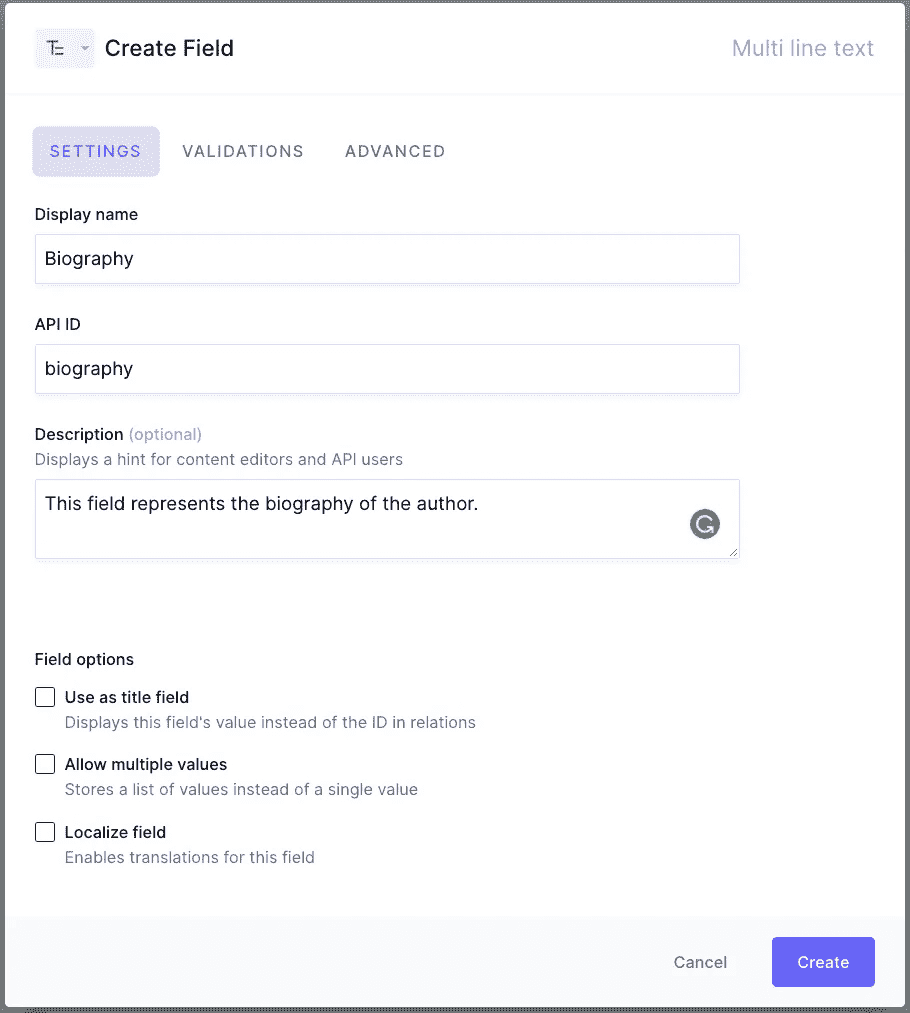 Create Field
Multi line text
SETTINGS VALIDATIONS ADVANCED
Display name
Biography
API ID
biography
Description (optional)
Displays a hint for content editors and API users
This field represents the biography of the author.
Field options
Use as title field
Displays this field's value instead of the ID in relations
Allow multiple values
Stores a list of values instead of a single value
Localize field
Enables translations for this field
Cancel Create